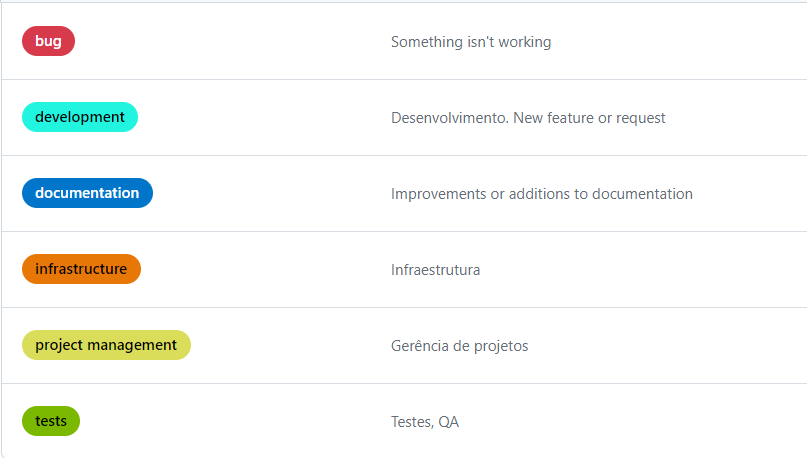 bug
Something isn't working
development
Desenvolvimento. New feature or request
documentation
Improvements or additions to documentation
infrastructure
Infraestrutura
project management
Gerência de projetos
tests
Testes, QA